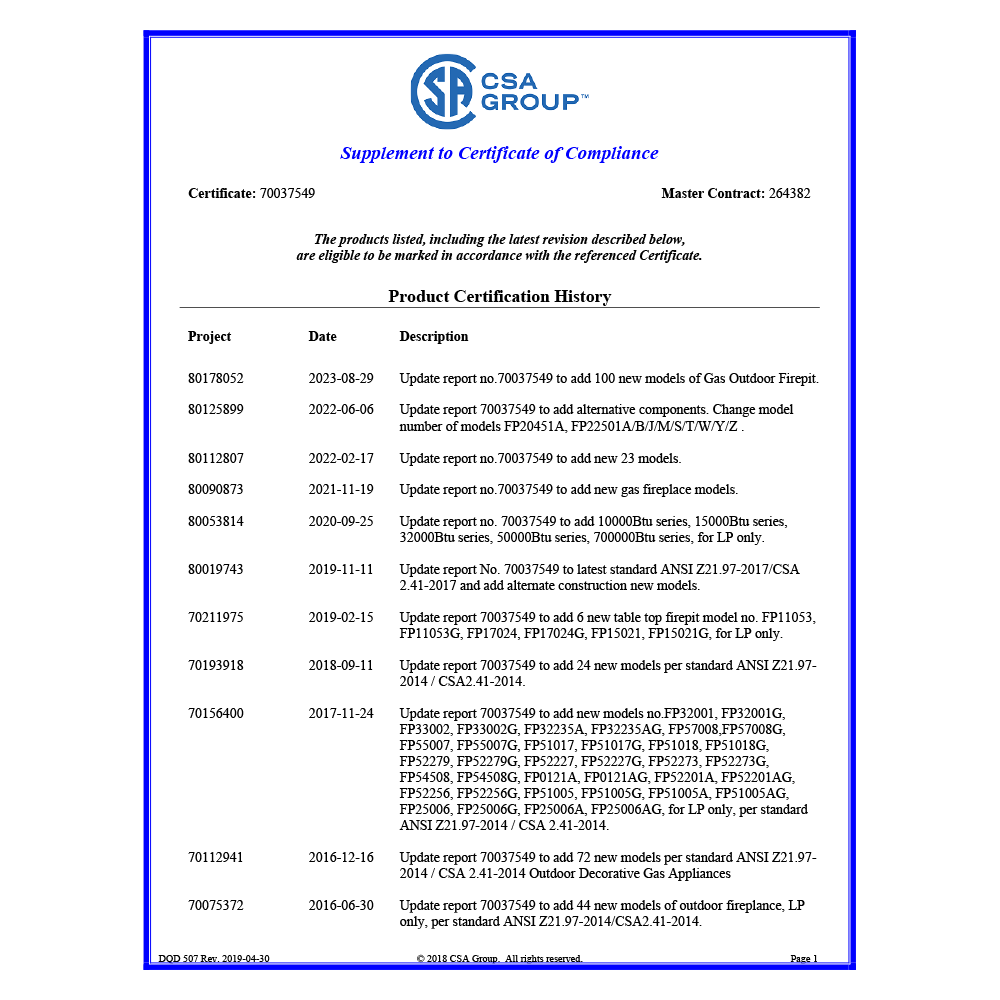 CSA
GROUP™
Supplement to Certificate of Compliance
Certificate: 70037549 Master Contract: 264382
The products listed, including the latest revision described below,
are eligible to be marked in accordance with the referenced Certificate.
Product Certification History
Project Date Description
80178052 2023-08-29 Update report no.70037549 to add 100 new models of Gas Outdoor Firepit.
80125899 2022-06-06 Update report 70037549 to add alternative components. Change model
number of models FP20451A, FP22501A/B/J/M/S/T/W/Y/Z .
80112807 2022-02-17 Update report no.70037549 to add new 23 models.
80090873 2021-11-19 Update report no.70037549 to add new gas fireplace models.
80053814 2020-09-25 Update report no. 70037549 to add 10000Btu series, 15000Btu series,
32000Btu series, 50000Btu series, 700000Btu series, for LP only.
80019743 2019-11-11 Update report No. 70037549 to latest standard ANSI Z21.97-2017/CSA
2.41-2017 and add alternate construction new models.
70211975 2019-02-15 Update report 70037549 to add 6 new table top firepit model no. FP11053,
FP11053G, FP17024, FP17024G, FP15021, FP15021G, for LP only.
70193918 2018-09-11 Update report 70037549 to add 24 new models per standard ANSI Z21.97-
2014 / CSA2.41-2014.
70156400 2017-11-24 Update report 70037549 to add new models no.FP32001, FP32001G,
FP33002, FP33002G, FP32235A, FP32235AG, FP57008,FP57008G,
FP55007, FP55007G, FP51017, FP51017G, FP51018, FP51018G,
FP52279, FP52279G, FP52227, FP52227G, FP52273, FP52273G,
FP54508, FP54508G, FP0121A, FP0121AG, FP52201A, FP52201AG,
FP52256, FP52256G, FP51005, FP51005G, FP51005A, FP51005AG,
FP25006, FP25006G, FP25006A, FP25006AG, for LP only, per standard
ANSI Z21.97-2014 / CSA 2.41-2014.
70112941 2016-12-16 Update report 70037549 to add 72 new models per standard ANSI Z21.97-
2014 / CSA 2.41-2014 Outdoor Decorative Gas Appliances
70075372 2016-06-30 Update report 70037549 to add 44 new models of outdoor fireplance, LP
only, per standard ANSI Z21.97-2014/CSA2.41-2014.
DQD 507 Rev. 2019-04-30 © 2018 CSA Group. All rights reserved. Page 1